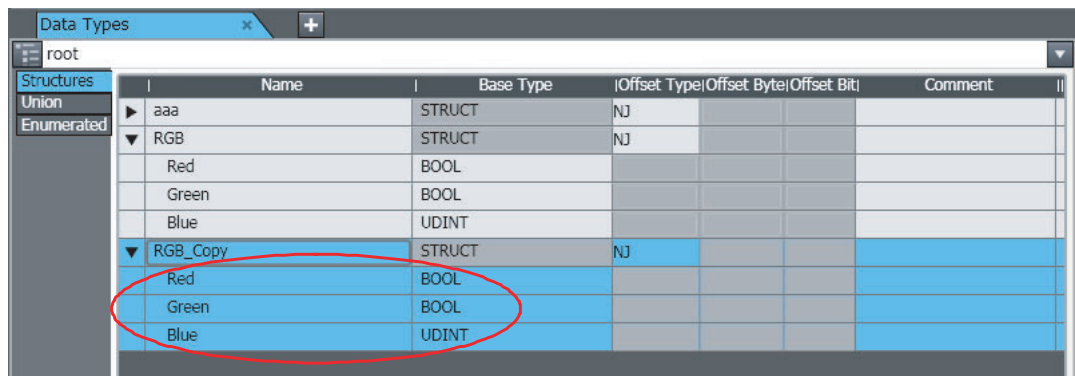 Data Types × +
root
Structures
Union
Enumerated
Name Base Type Offset Type Offset Byte Offset Bit Comment
aaa STRUCT NJ
RGB STRUCT NJ
Red BOOL
Green BOOL
Blue UDINT
RGB_Copy STRUCT NJ
Red BOOL
Green BOOL
Blue UDINT